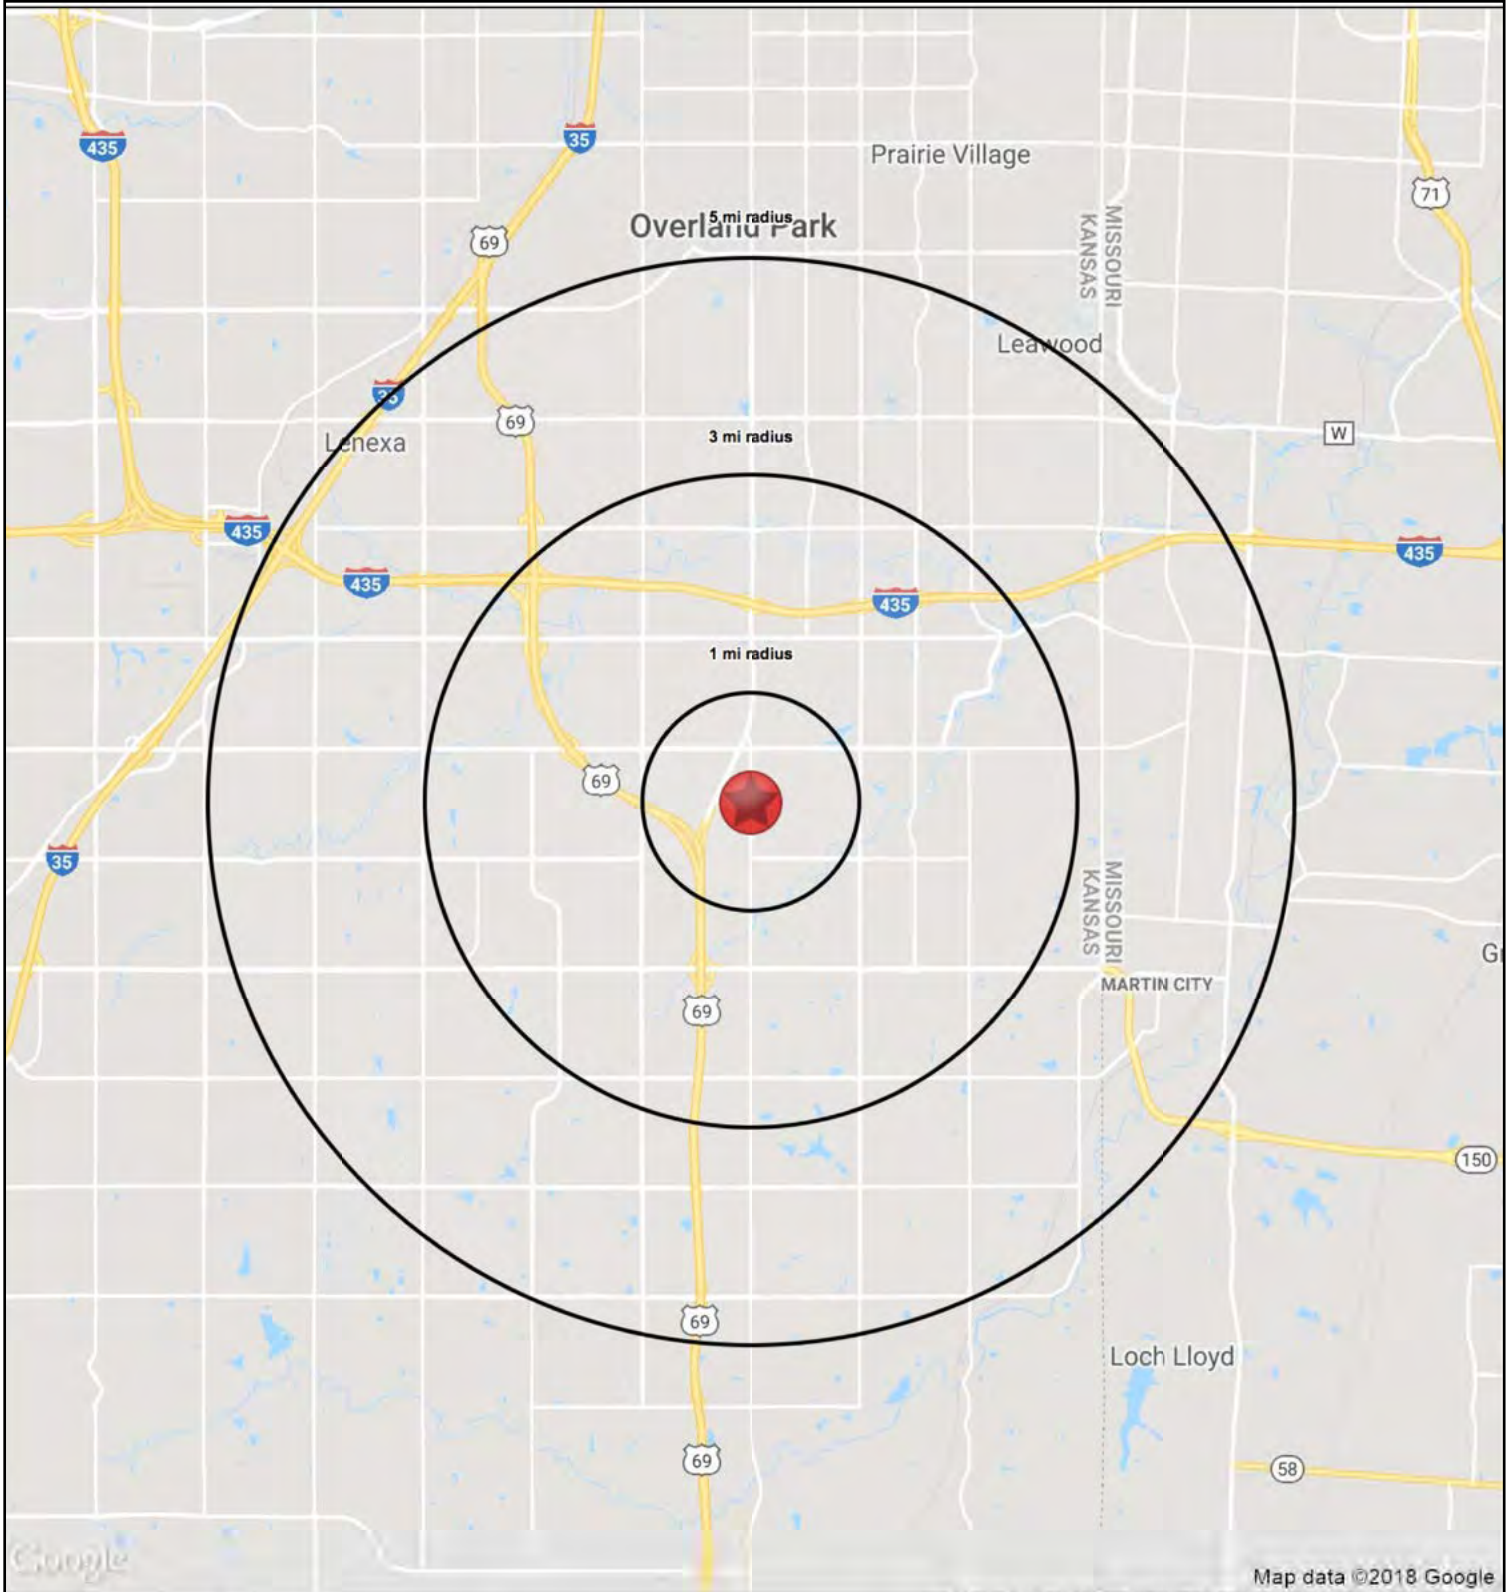 435
35
Prairie Village
71
69
5 mi radius
Overland Park
MISSOURI
KANSAS
Leawood
35
69
3 mi radius
W
Lenexa
435
435
435
435
1 mi radius
69
35
MISSOURI
KANSAS
Gr
MARTIN CITY
69
150
69
Loch Lloyd
69
58
Google
Map data ©2018 Google